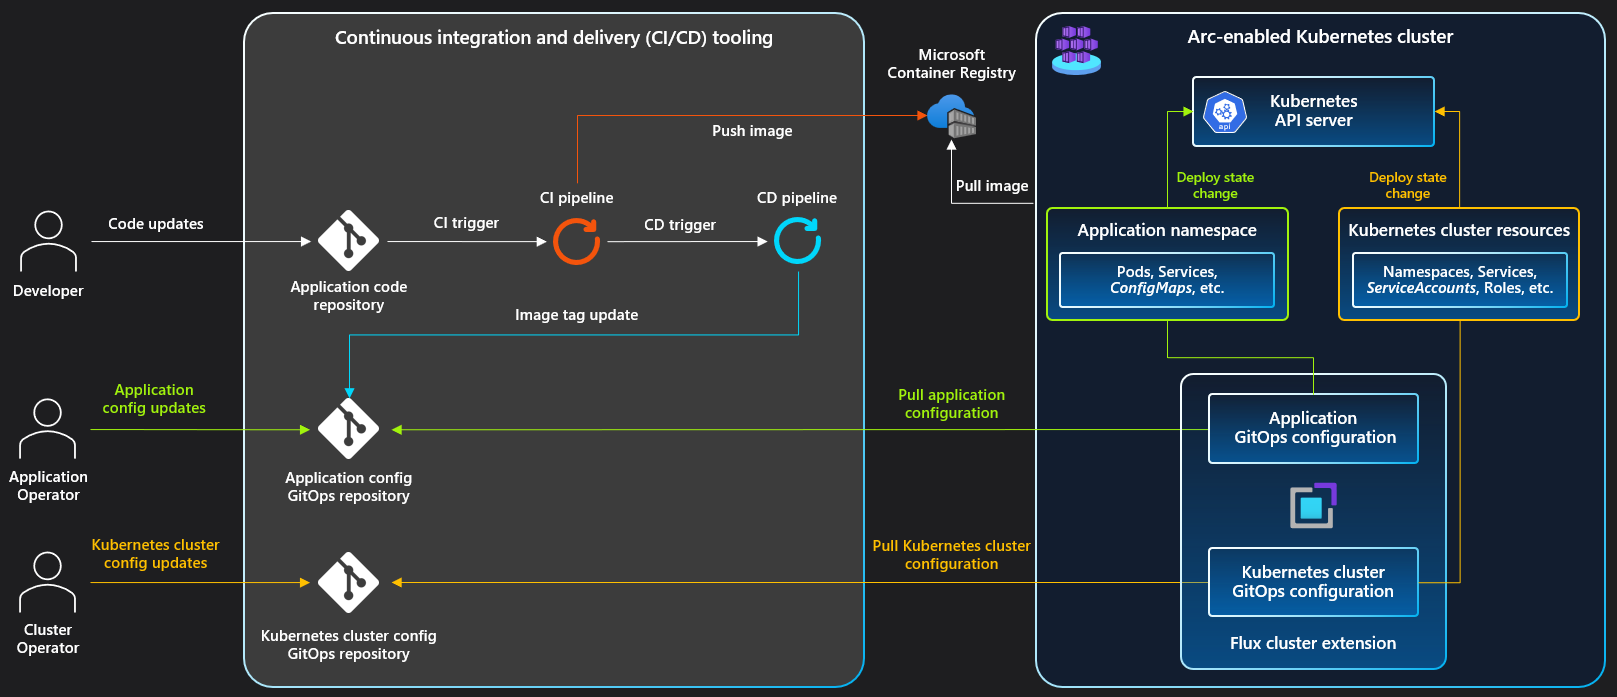 Continuous integration and delivery (CI/CD) tooling
Microsoft
Container Registry
Arc-enabled Kubernetes cluster
Kubernetes
API server
api
Push image
Pull image
Deploy state
change
Deploy state
change
CI pipeline
CD pipeline
Code updates
CI trigger
CD trigger
Developer
Application code
repository
Application namespace
Pods, Services,
ConfigMaps, etc.
Kubernetes cluster resources
Namespaces, Services,
ServiceAccounts, Roles, etc.
Image tag update
Application
config updates
Pull application
configuration
Application
GitOps configuration
Application
Operator
Application config
GitOps repository
Kubernetes cluster
config updates
Pull Kubernetes cluster
configuration
Kubernetes cluster
GitOps configuration
Cluster
Operator
Kubernetes cluster config
GitOps repository
Flux cluster extension